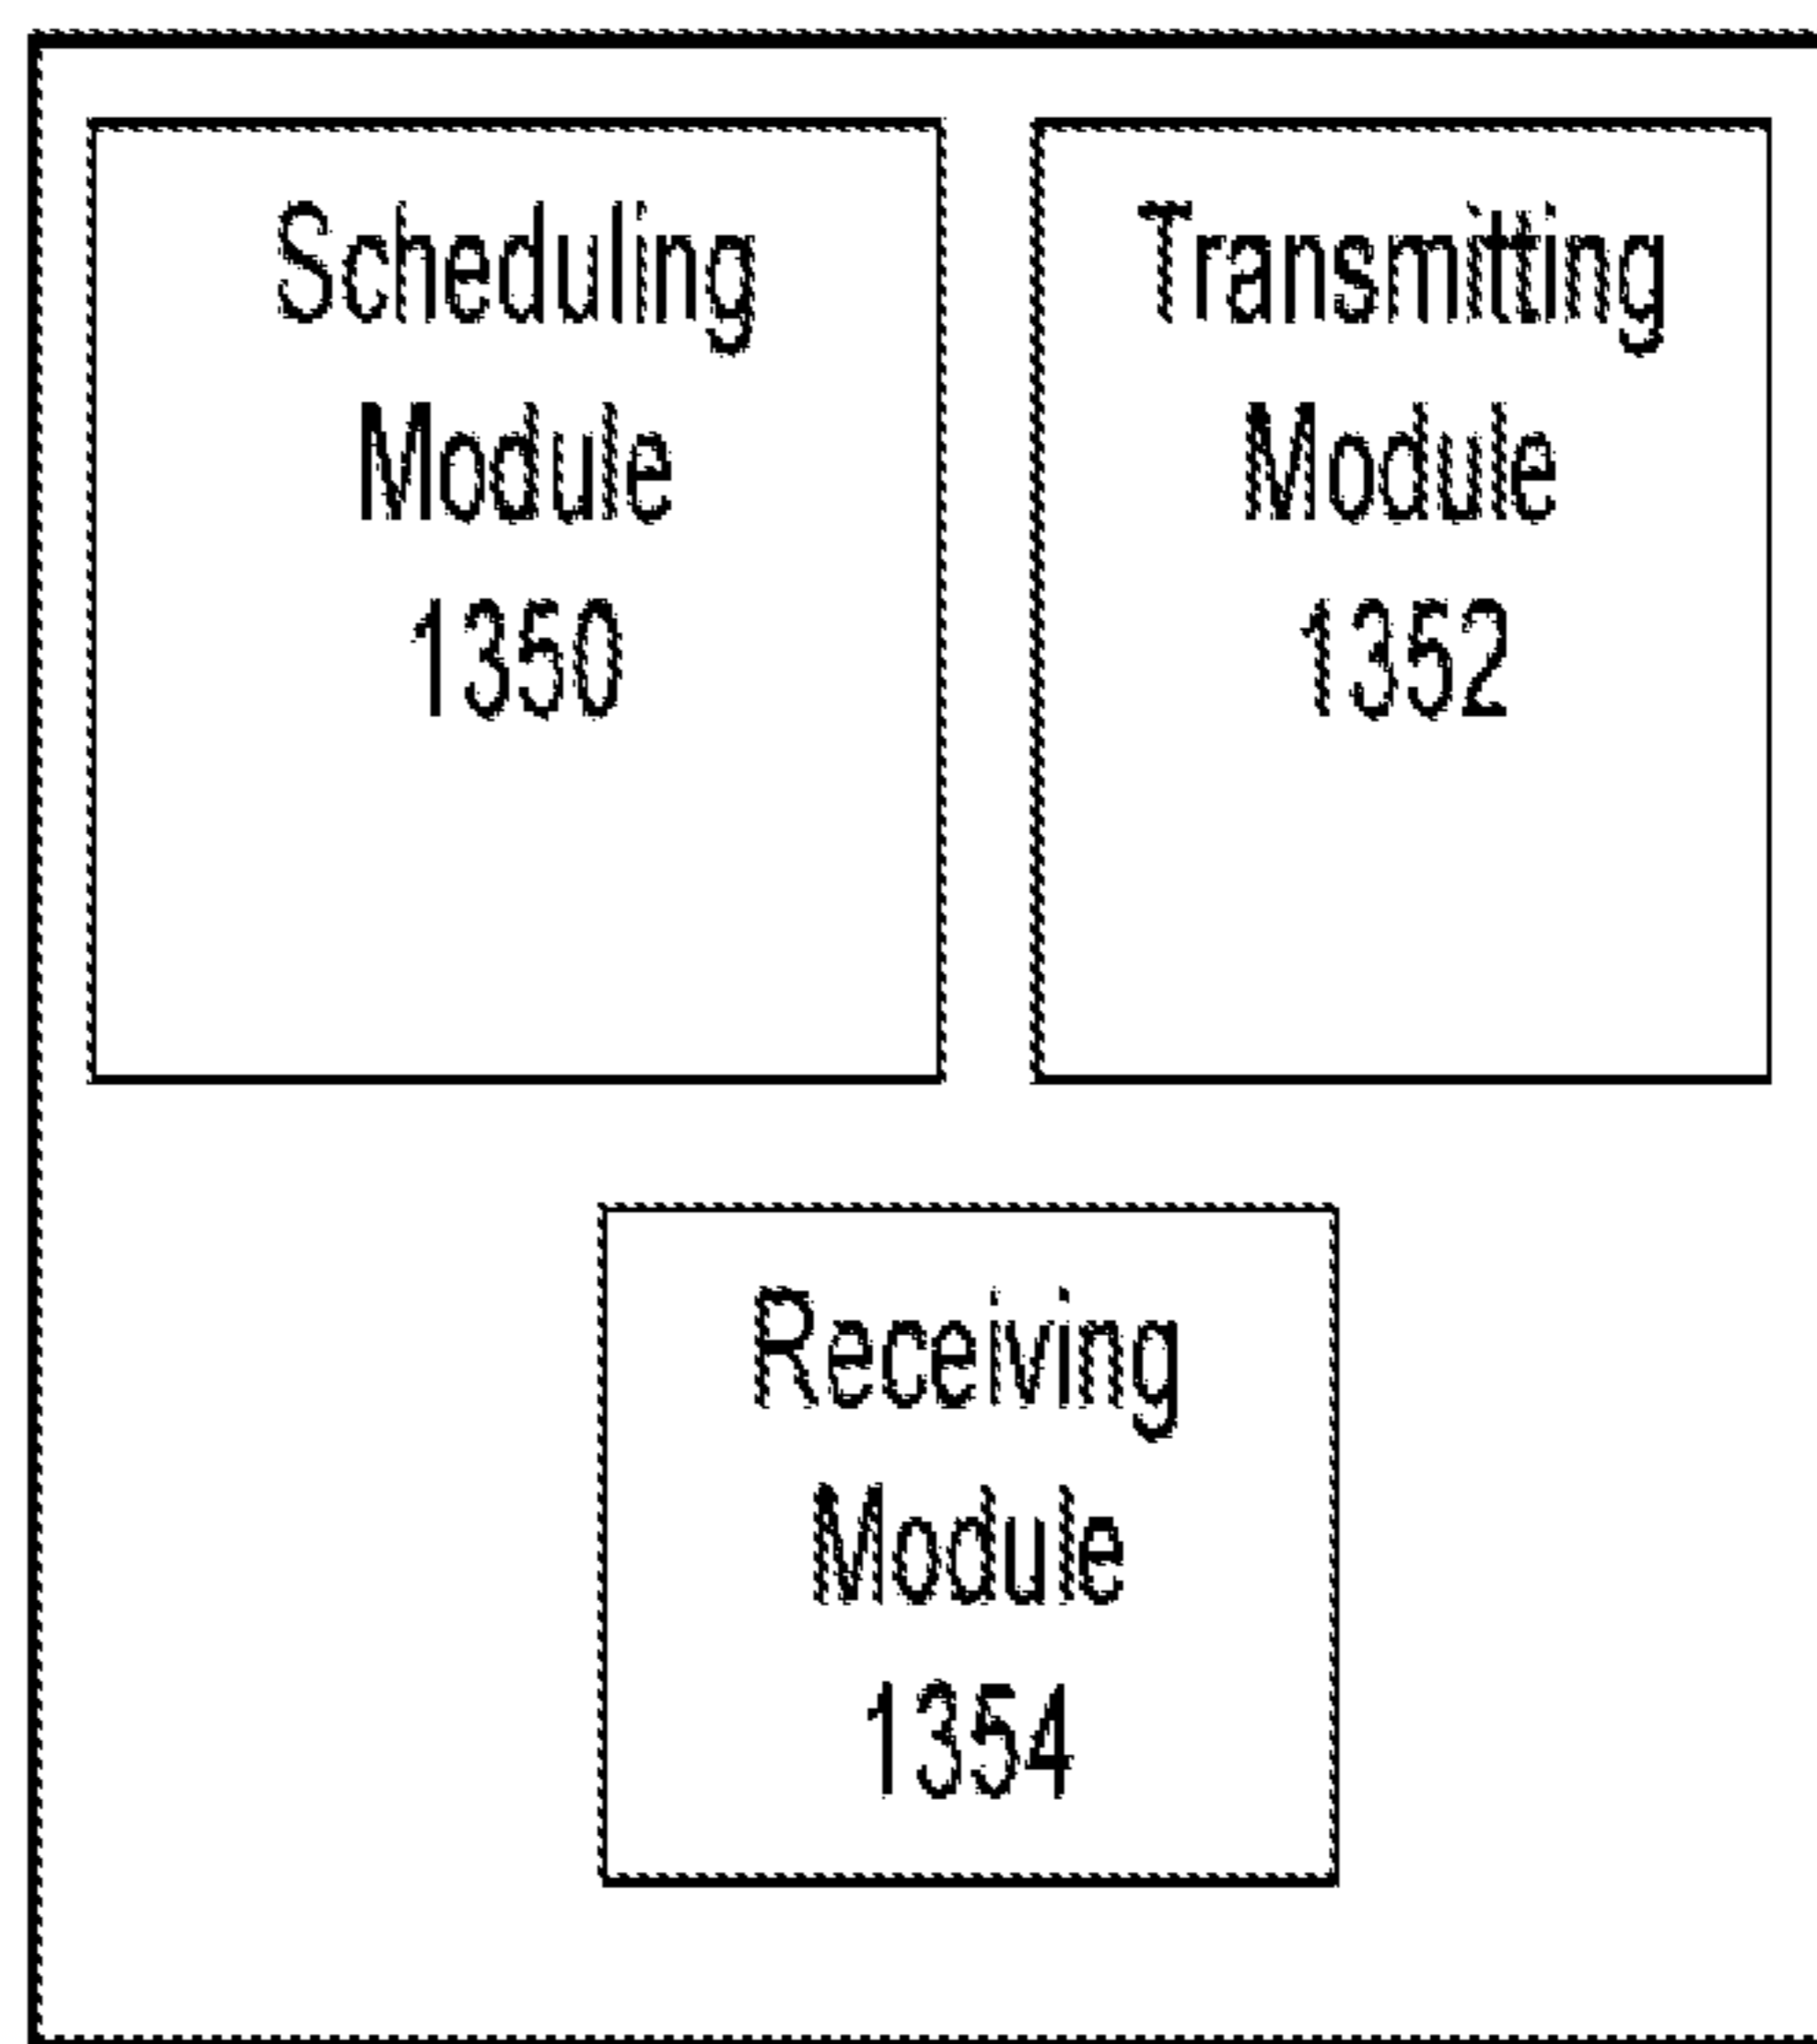 Scheduling
Module
1350
Transmitting
Module
1352
Receiving
Module
1354